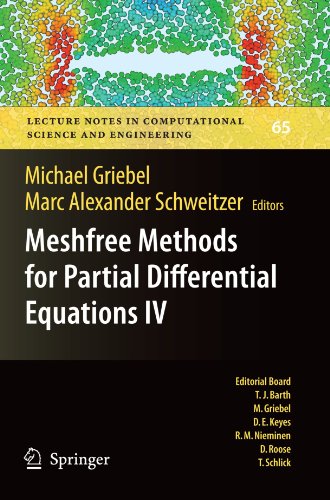 LECTURE NOTES IN COMPUTATIONAL
SCIENCE AND ENGINEERING
65
Michael Griebel
Marc Alexander Schweitzer Editors
Meshfree Methods
for Partial Differential
Equations IV
Editorial Board
T. J. Barth
M. Griebel
D. E. Keyes
R. M. Nieminen
D. Roose
T. Schlick
Springer